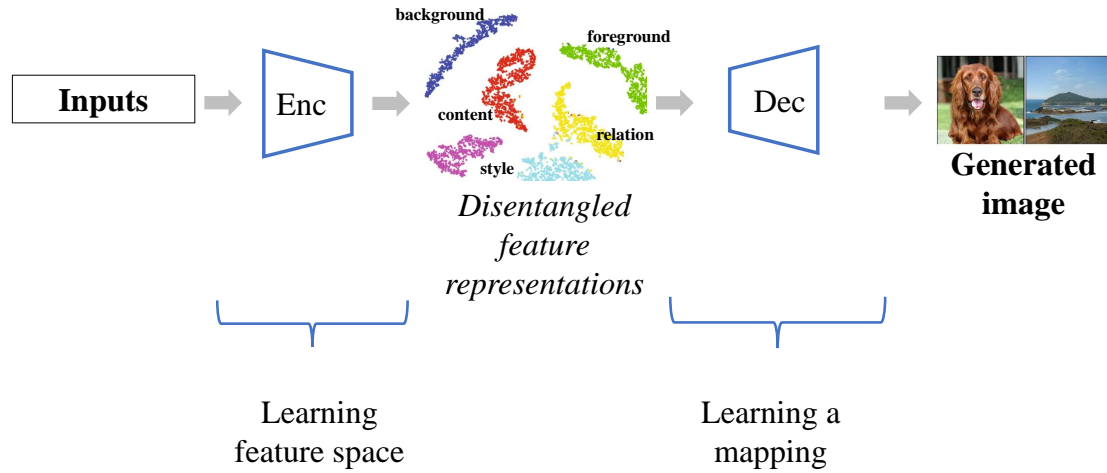 background
foreground
Inputs
Enc
content
relation
style
Dec
Generated
image
Disentangled
feature
representations
Learning
feature space
Learning a
mapping